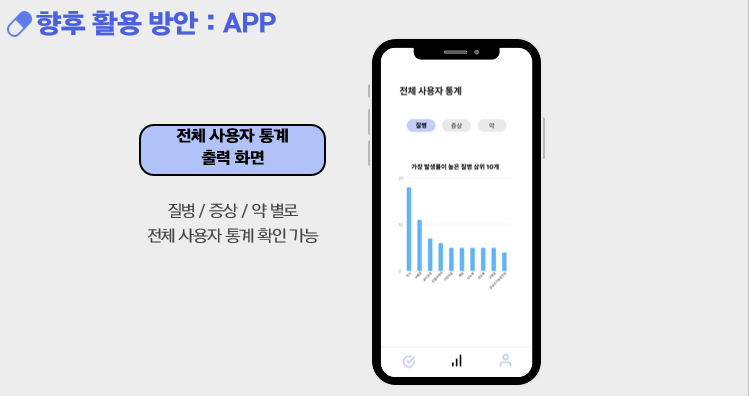 향후 활용 방안 : APP
전체 사용자 통계
출력 화면
질병 / 증상 / 약 별로
전체 사용자 통계 확인 가능
전체 사용자 통계
질병
증상
약
가장 발생률이 높은 질병 상위 10개
20
10
0